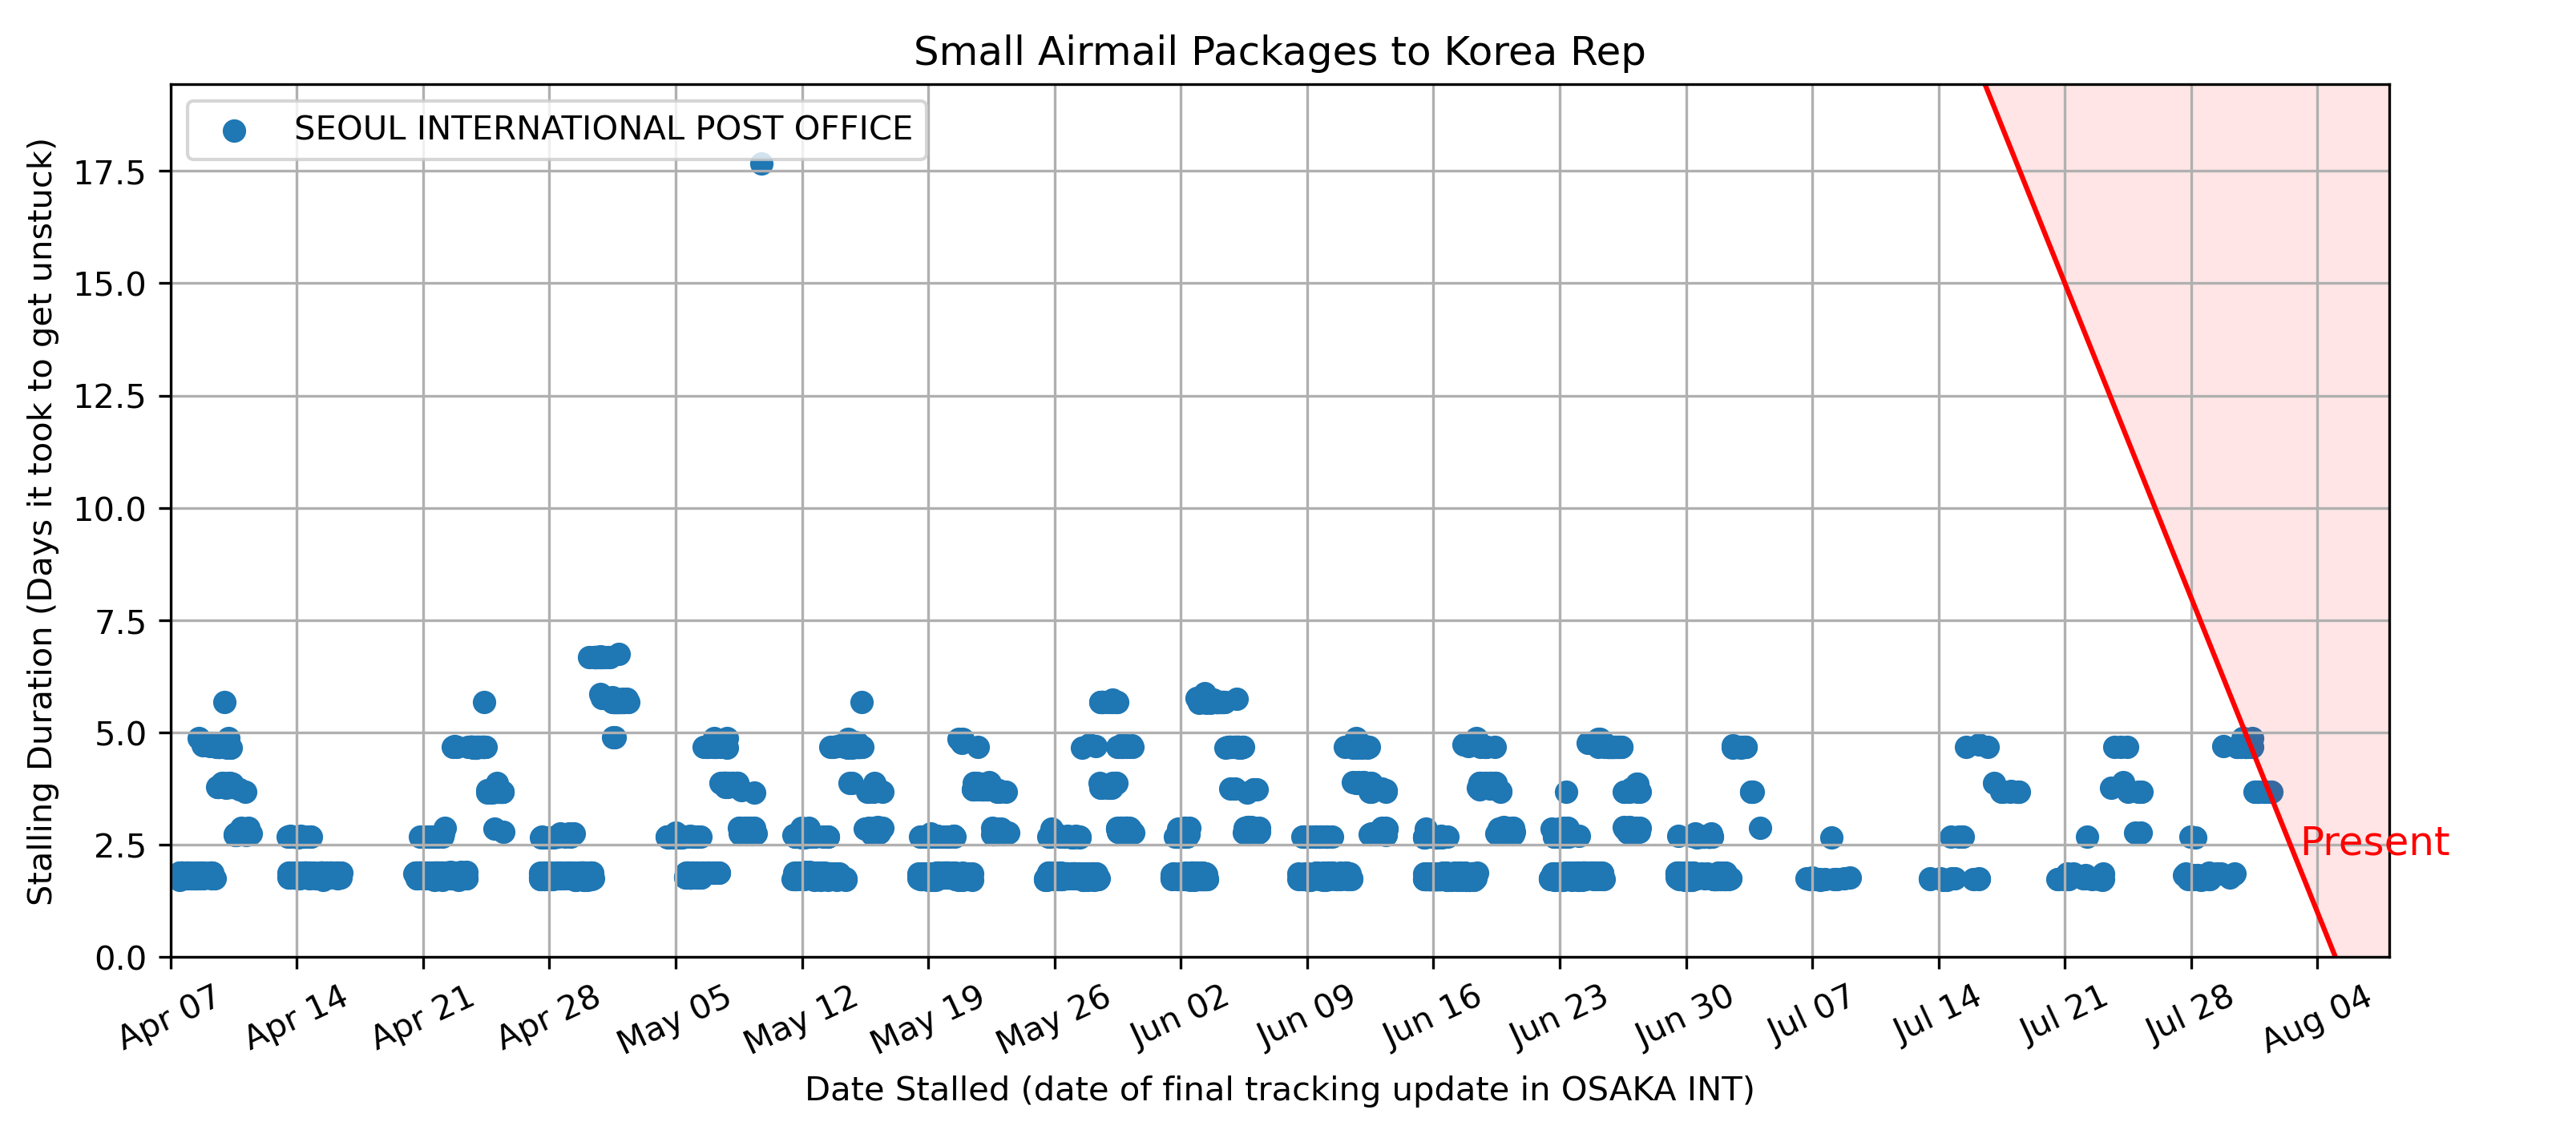 Small Airmail Packages to Korea Rep
SEOUL INTERNATIONAL POST OFFICE
Stalling Duration (Days it took to get unstuck)
17.5
15.0
12.5
10.0
7.5
5.0
2.5
0.0
Present
Apr 07
Apr 14
Apr 21
Apr 28
May 05
May 12
May 19
May 26
Jun 02
Jun 09
Jun 16
Jun 23
Jun 30
Jul 07
Jul 14
Jul 21
Jul 28
Aug 04
Date Stalled (date of final tracking update in OSAKA INT)